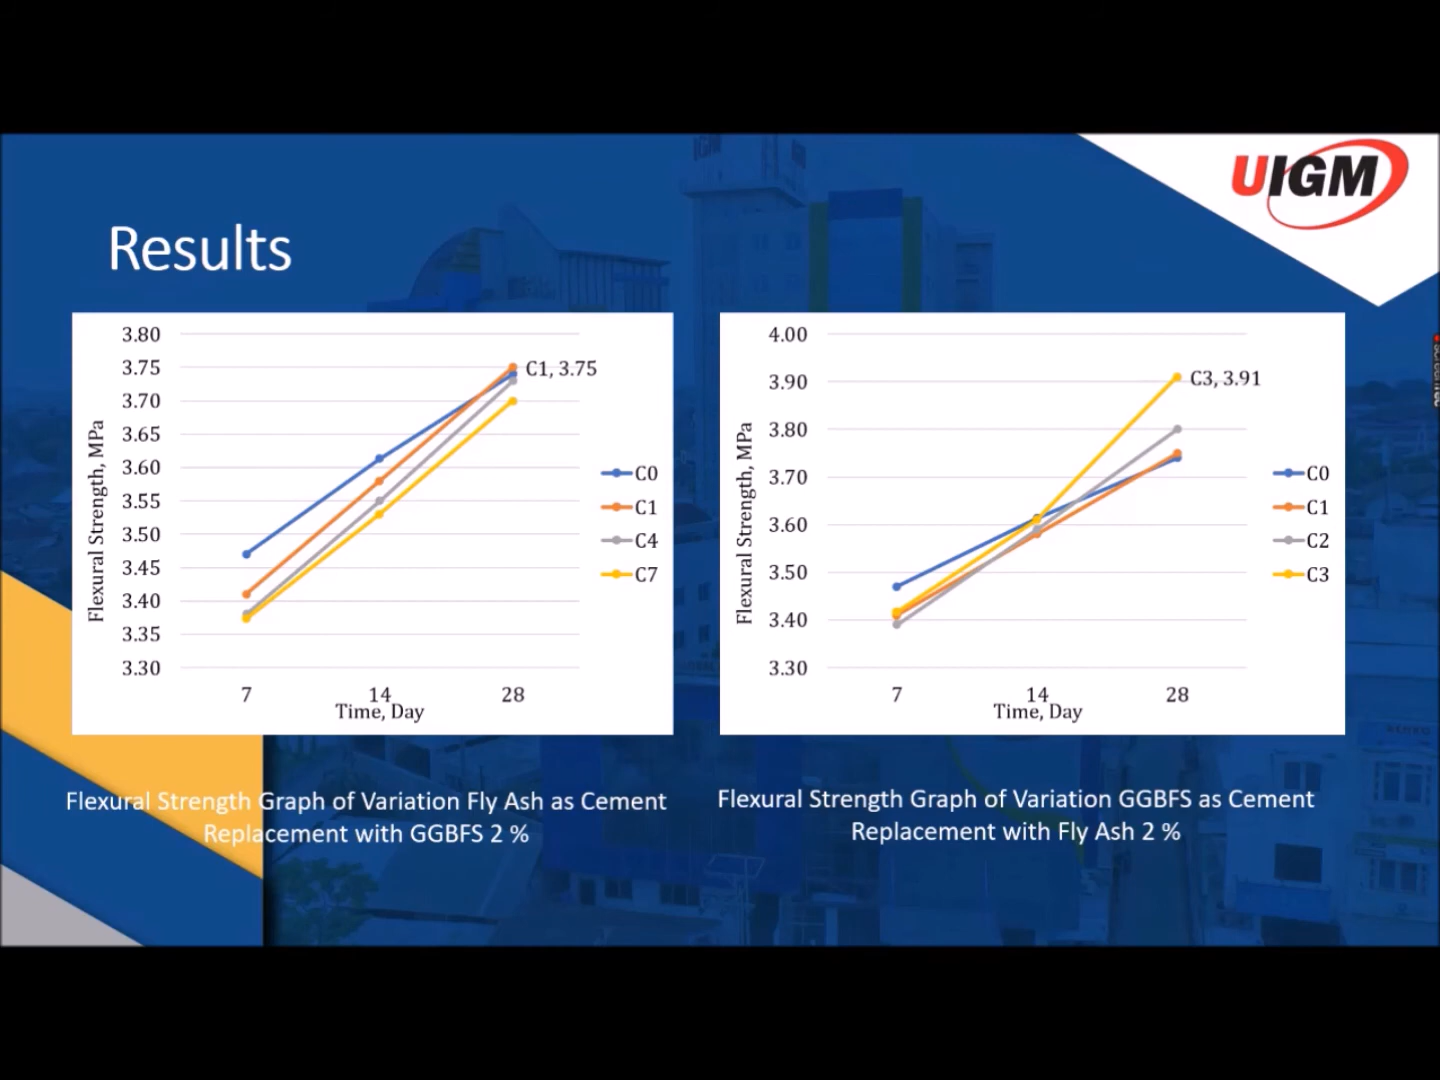 UIGM
Results
3.80
3.75
3.70
3.65
3.60
3.55
3.50
3.45
3.40
3.35
3.30
Flexural Strength, MPa
7 14 28
Time, Day
C1, 3.75
C0
C1
C4
C7
4.00
3.90
3.80
3.70
3.60
3.50
3.40
3.30
Flexural Strength, MPa
7 14 28
Time, Day
C3, 3.91
C0
C1
C2
C3
Flexural Strength Graph of Variation Fly Ash as Cement
Replacement with GGBFS 2 %
Flexural Strength Graph of Variation GGBFS as Cement
Replacement with Fly Ash 2 %